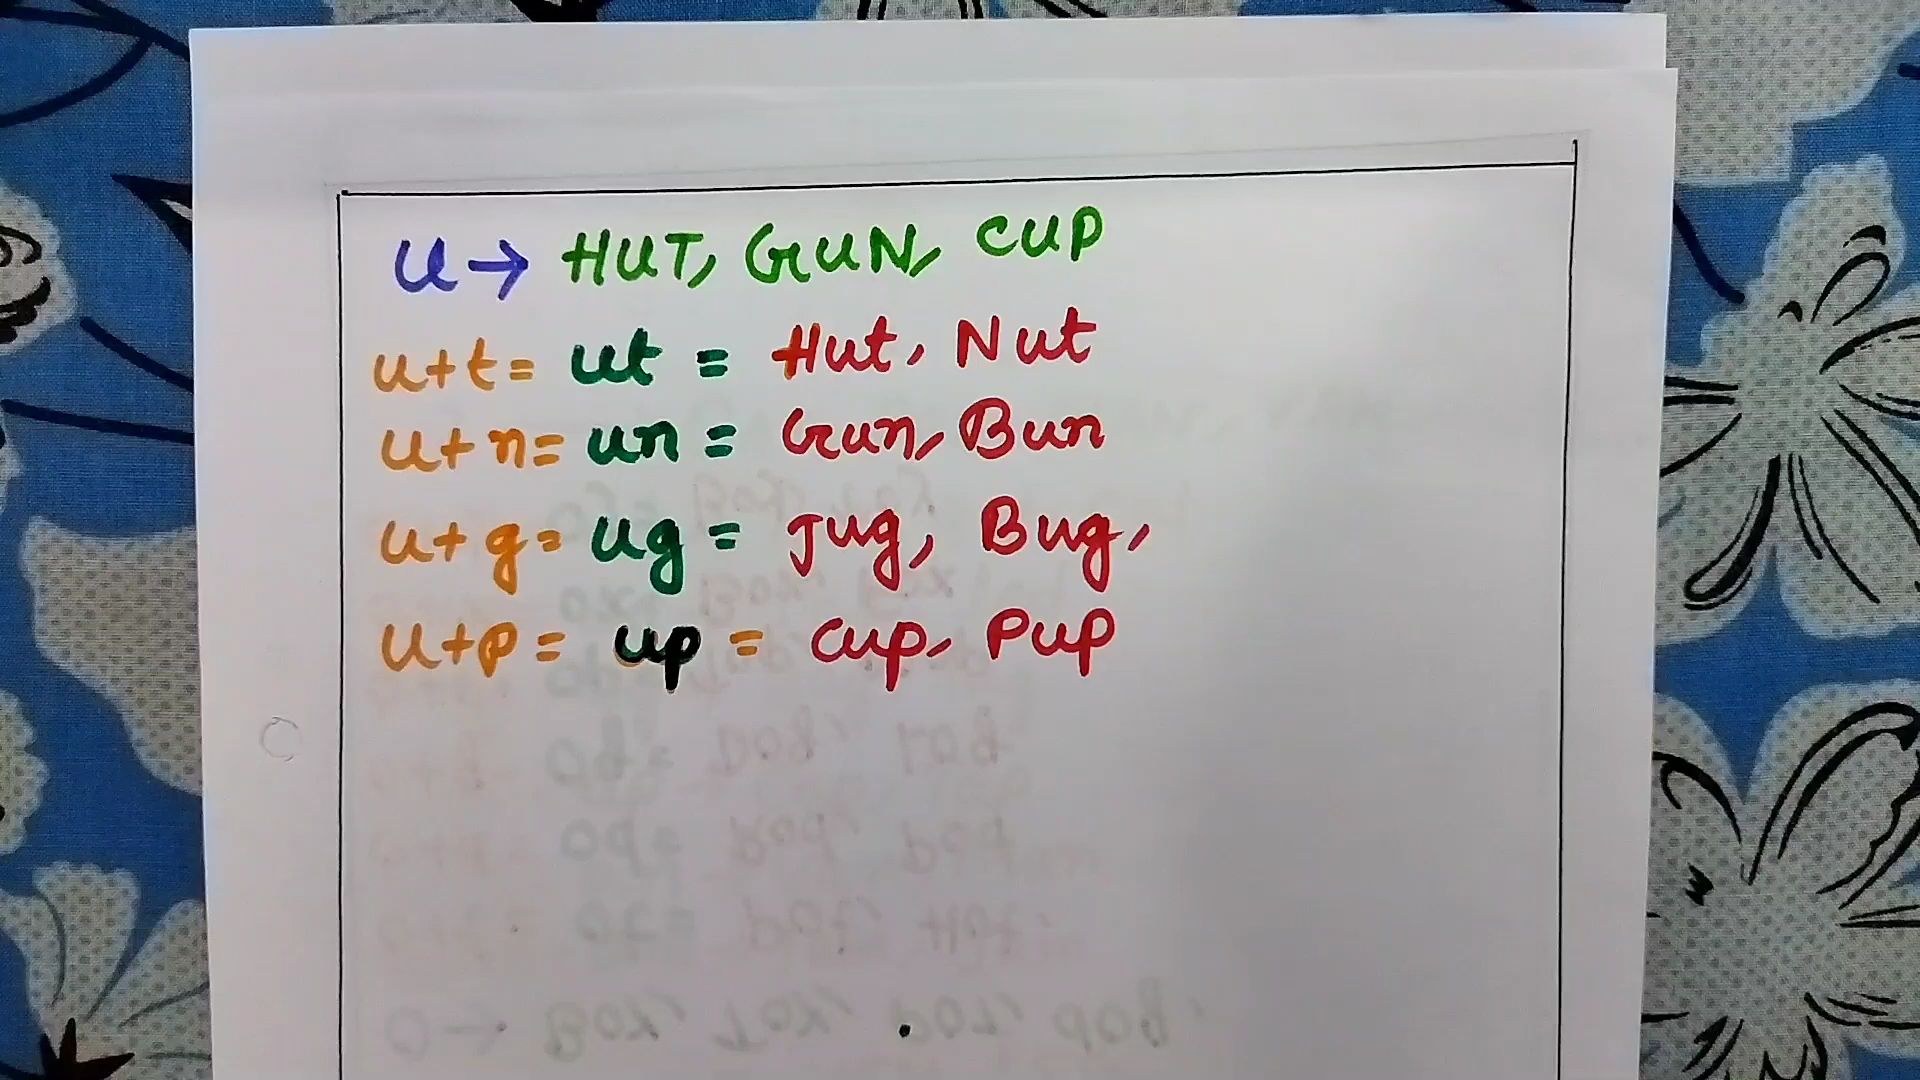 u→ HUT, GUN, CUP
u+t= ut = Hut, Nut
u+n= un = Gun, Bun
u+g= ug = Jug, Bug,
u+p= up = Cup, Pup